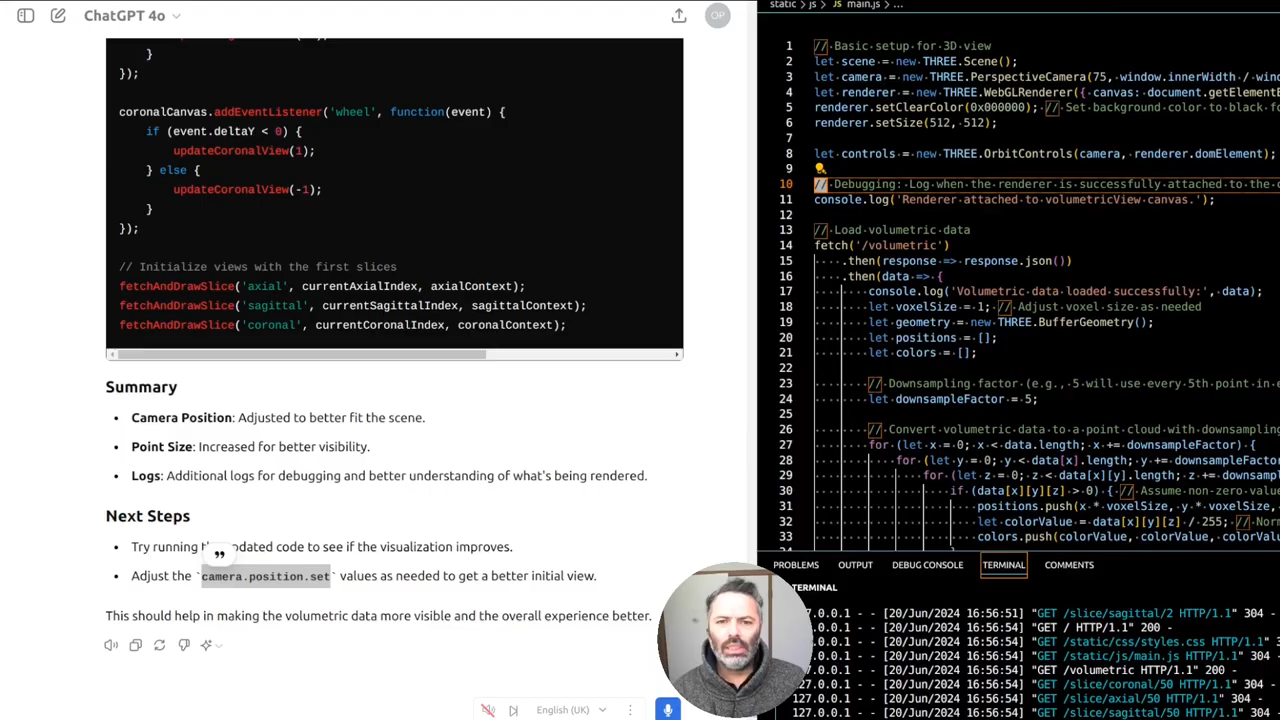 ChatGPT 4o
OP
}
});
coronalCanvas.addEventListener('wheel', function(event) {
if (event.deltaY < 0) {
updateCoronalView(1);
} else {
updateCoronalView(-1);
}
});
// Initialize views with the first slices
fetchAndDrawSlice('axial', currentAxialIndex, axialContext);
fetchAndDrawSlice('sagittal', currentSagittalIndex, sagittalContext);
fetchAndDrawSlice('coronal', currentCoronalIndex, coronalContext);
Summary
• Camera Position: Adjusted to better fit the scene.
• Point Size: Increased for better visibility.
• Logs: Additional logs for debugging and better understanding of what's being rendered.
Next Steps
• Try running updated code to see if the visualization improves.
• Adjust the `camera.position.set` values as needed to get a better initial view.
This should help in making the volumetric data more visible and the overall experience better.
English (UK)
static > js > JS main.js > ...
1 // Basic setup for 3D view
2 let scene = new THREE.Scene();
3 let camera = new THREE.PerspectiveCamera(75, window.innerWidth / win
4 let renderer = new THREE.WebGLRenderer({ canvas: document.getElement
5 renderer.setClearColor(0x000000); // Set background color to black fo
6 renderer.setSize(512, 512);
7
8 let controls = new THREE.OrbitControls(camera, renderer.domElement);
9
10 // Debugging: Log when the renderer is successfully attached to the c
11 console.log('Renderer attached to volumetricView canvas.');
12
13 // Load volumetric data
14 fetch('/volumetric')
15 .then(response => response.json())
16 .then(data => {
17 console.log('Volumetric data loaded successfully:', data);
18 let voxelSize = 1; // Adjust voxel size as needed
19 let geometry = new THREE.BufferGeometry();
20 let positions = [];
21 let colors = [];
22
23 // Downsampling factor (e.g., 5 will use every 5th point in e
24 let downsampleFactor = 5;
25
26 // Convert volumetric data to a point cloud with downsampling
27 for (let x = 0; x < data.length; x += downsampleFactor) {
28 for (let y = 0; y < data[x].length; y += downsampleFactor
29 for (let z = 0; z < data[x][y].length; z += downsampl
30 if (data[x][y][z] > 0) { // Assume non-zero value
31 positions.push(x * voxelSize, y * voxelSize,
32 let colorValue = data[x][y][z] / 255; // Nor
33 colors.push(colorValue, colorValue, colorValu
PROBLEMS OUTPUT DEBUG CONSOLE TERMINAL COMMENTS
TERMINAL
127.0.0.1 - - [20/Jun/2024 16:56:51] "GET /slice/sagittal/2 HTTP/1.1" 304 -
127.0.0.1 - - [20/Jun/2024 16:56:54] "GET / HTTP/1.1" 200 -
127.0.0.1 - - [20/Jun/2024 16:56:54] "GET /static/css/styles.css HTTP/1.1" 3
127.0.0.1 - - [20/Jun/2024 16:56:54] "GET /static/js/main.js HTTP/1.1" 304 -
.0.0.1 - - [20/Jun/2024 16:56:54] "GET /volumetric HTTP/1.1" 200 -
.0.0.1 - - [20/Jun/2024 16:56:54] "GET /slice/coronal/50 HTTP/1.1" 304 -
.0.0.1 - - [20/Jun/2024 16:56:54] "GET /slice/axial/50 HTTP/1.1" 304 -
127.0.0.1 - - [20/Jun/2024 16:56:54] "GET /slice/sagittal/50 HTTP/1.1" 304 -